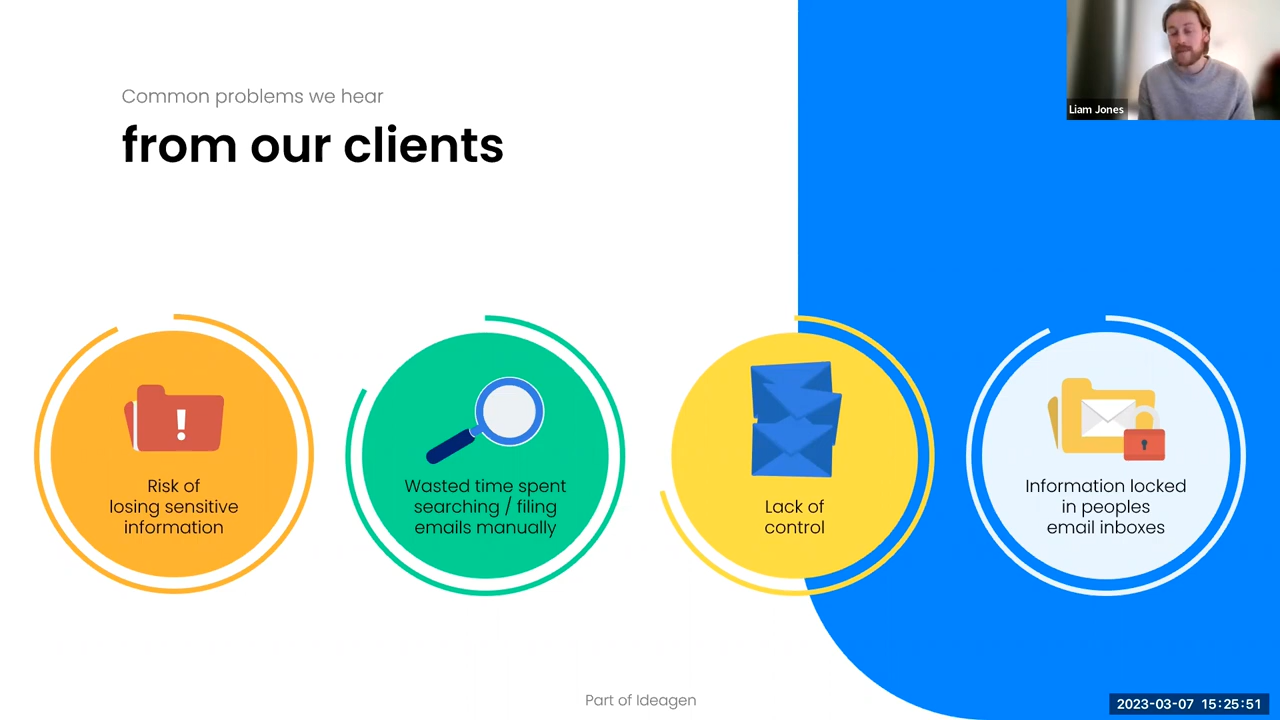 Common problems we hear
from our clients
Liam Jones
Risk of
losing sensitive
information
Wasted time spent
searching / filing
emails manually
Lack of
control
Information locked
in peoples
email inboxes
Part of Ideagen
2023-03-07 15:25:51